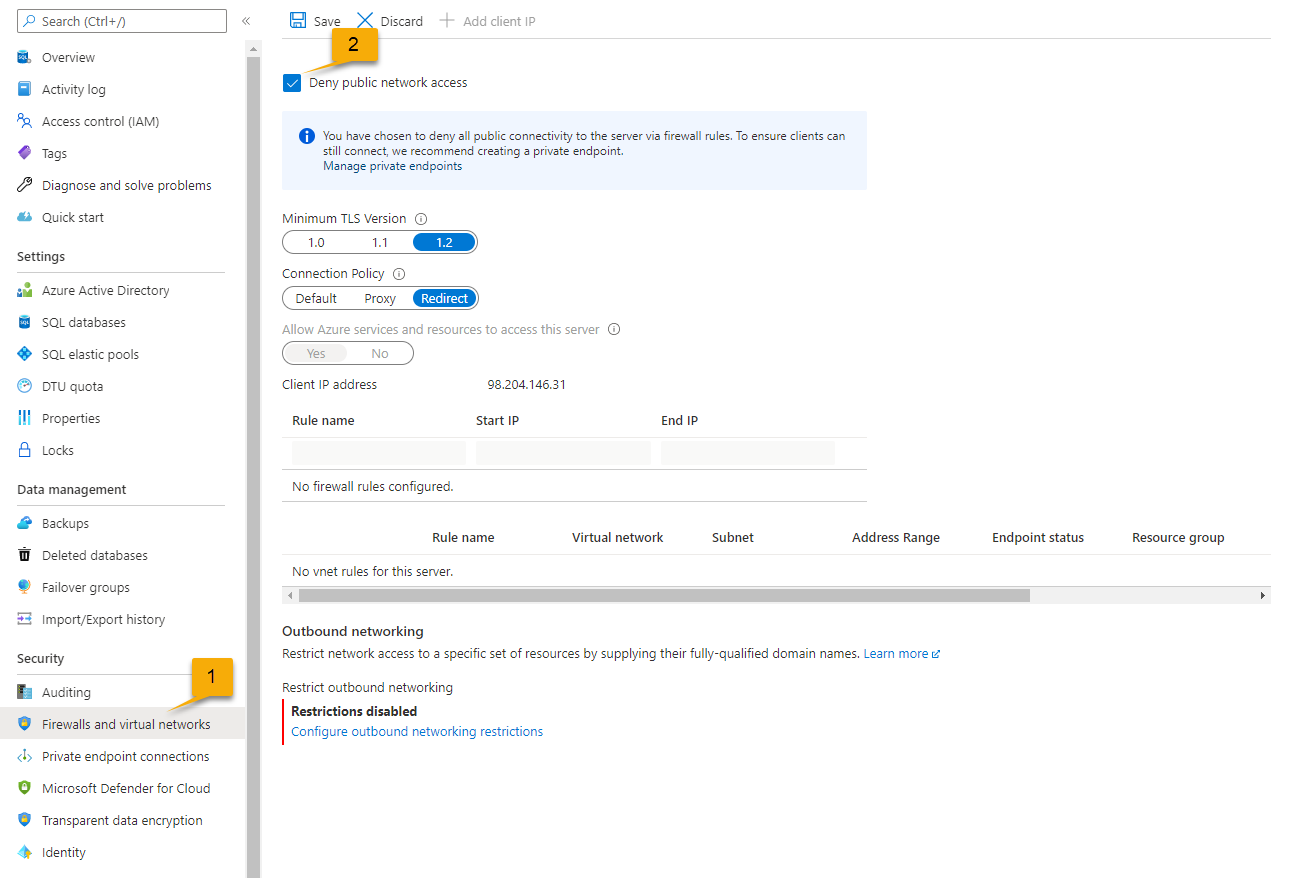 Search (Ctrl+/)
«
Overview
Activity log
Access control (IAM)
Tags
Diagnose and solve problems
Quick start
Settings
Azure Active Directory
SQL databases
SQL elastic pools
DTU quota
Properties
Locks
Data management
Backups
Deleted databases
Failover groups
Import/Export history
Security
1
Auditing
Firewalls and virtual networks
Private endpoint connections
Microsoft Defender for Cloud
Transparent data encryption
Identity
Save Discard Add client IP
2
Deny public network access
You have chosen to deny all public connectivity to the server via firewall rules. To ensure clients can
still connect, we recommend creating a private endpoint.
Manage private endpoints
Minimum TLS Version
1.0 1.1 1.2
Connection Policy
Default Proxy Redirect
Allow Azure services and resources to access this server
Yes No
Client IP address 98.204.146.31
Rule name Start IP End IP
No firewall rules configured.
Rule name Virtual network Subnet Address Range Endpoint status Resource group
No vnet rules for this server.
Outbound networking
Restrict network access to a specific set of resources by supplying their fully-qualified domain names. Learn more
Restrict outbound networking
Restrictions disabled
Configure outbound networking restrictions